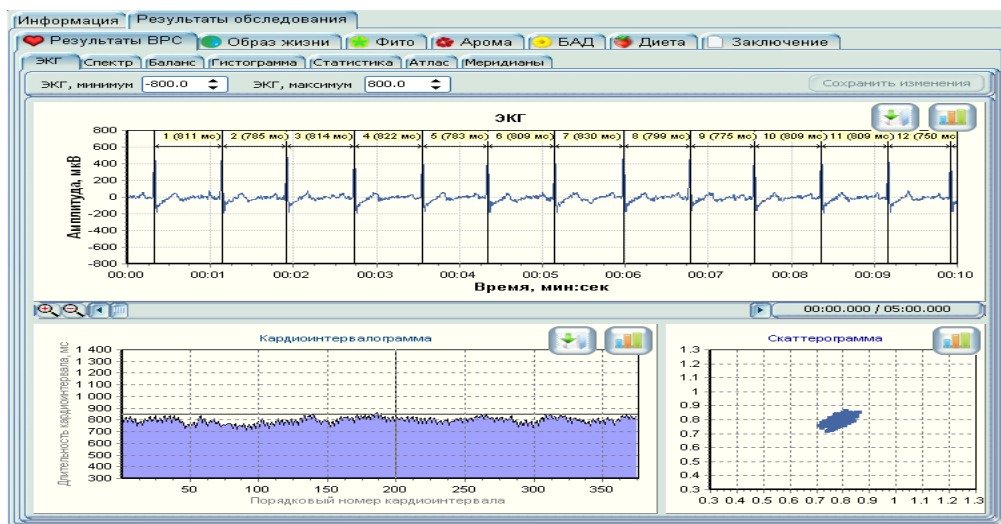 Информация Результаты обследования
Результаты ВРС Образ жизни Фито Арома БАД Диета Заключение
ЭКГ Спектр Баланс Гистограмма Статистика Атлас Меридианы
ЭКГ, минимум -800.0 ЭКГ, максимум 800.0 Сохранить изменения
ЭКГ
1 (811 мс) 2 (785 мс) 3 (814 мс) 4 (822 мс) 5 (783 мс) 6 (809 мс) 7 (830 мс) 8 (799 мс) 9 (775 мс) 10 (809 мс) 11 (809 мс) 12 (750 мс
Амплитуда, мкВ
800
600
400
200
0
-200
-400
-600
-800
00:00 00:01 00:02 00:03 00:04 00:05 00:06 00:07 00:08 00:09 00:10
Время, мин:сек
00:00.000 / 05:00.000
Кардиоинтервалограмма
Длительность кардиоинтервала, мс
1 400
1 300
1 200
1 100
1 000
900
800
700
600
500
400
300
50 100 150 200 250 300 350
Порядковый номер кардиоинтервала
Скаттерограмма
1.3
1.2
1.1
1
0.9
0.8
0.7
0.6
0.5
0.4
0.3
0.3 0.4 0.5 0.6 0.7 0.8 0.9 1 1.1 1.2 1.3